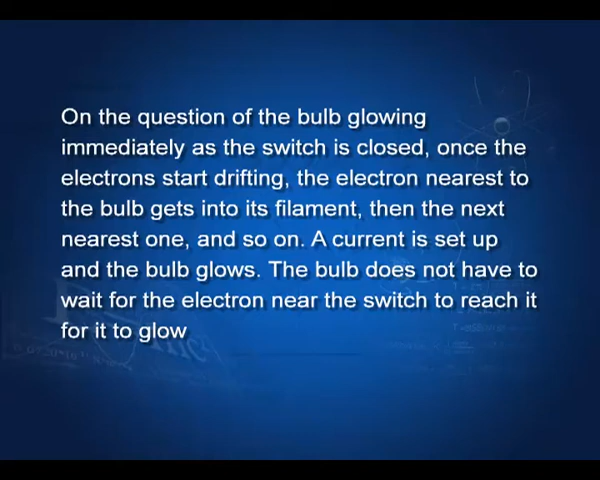 On the question of the bulb glowing
immediately as the switch is closed, once the
electrons start drifting, the electron nearest to
the bulb gets into its filament, then the next
nearest one, and so on. A current is set up
and the bulb glows. The bulb does not have to
wait for the electron near the switch to reach it
for it to glow